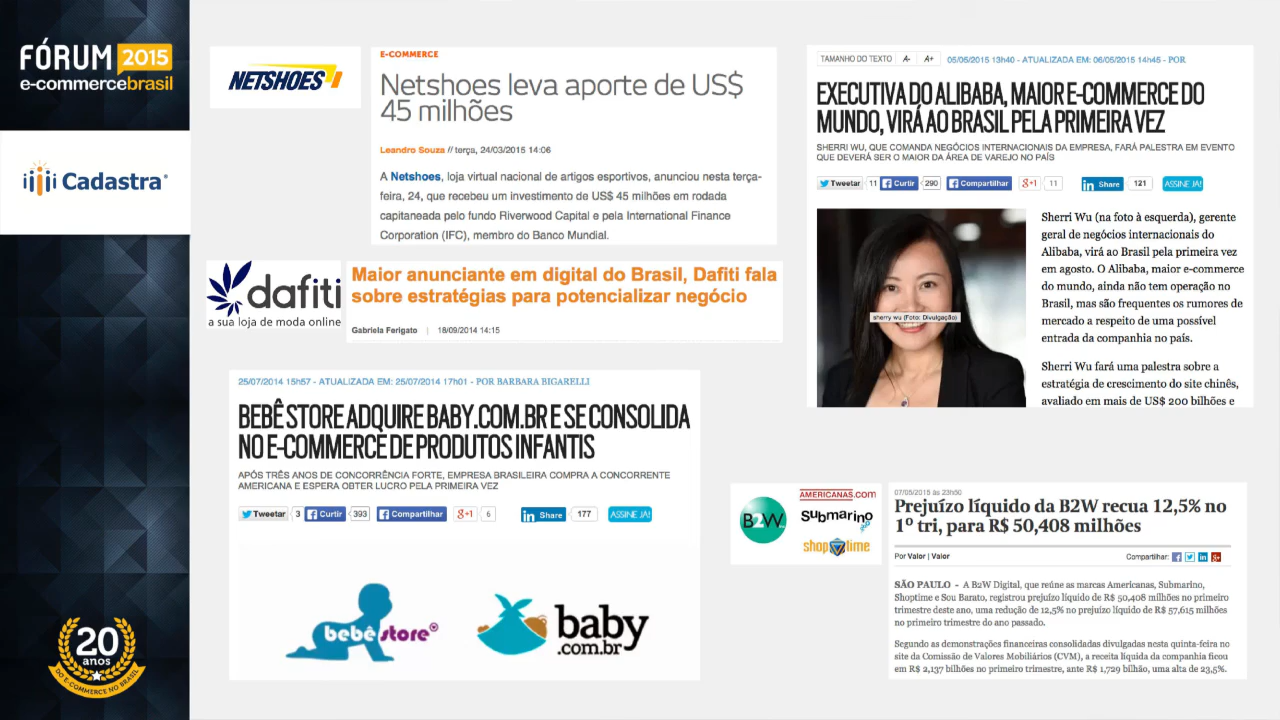 FÓRUM 2015
e-commercebrasil
Cadastra
20
anos
DO E-COMMERCE NO BRASIL
NETSHOES
E-COMMERCE
Netshoes leva aporte de US$
45 milhões
Leandro Souza // terça, 24/03/2015 14:06
A Netshoes, loja virtual nacional de artigos esportivos, anunciou nesta terça-
feira, 24, que recebeu um investimento de US$ 45 milhões em rodada
capitaneada pelo fundo Riverwood Capital e pela International Finance
Corporation (IFC), membro do Banco Mundial.
dafiti
a sua loja de moda online
Maior anunciante em digital do Brasil, Dafiti fala
sobre estratégias para potencializar negócio
Gabriela Ferigato | 18/09/2014 14:15
25/07/2014 15h57 - ATUALIZADA EM: 25/07/2014 17h01 - POR BARBARA BIGARELLI
BEBÊ STORE ADQUIRE BABY.COM.BR E SE CONSOLIDA
NO E-COMMERCE DE PRODUTOS INFANTIS
APÓS TRÊS ANOS DE CONCORRÊNCIA FORTE, EMPRESA BRASILEIRA COMPRA A CONCORRENTE
AMERICANA E ESPERA OBTER LUCRO PELA PRIMEIRA VEZ
Tweetar 3 Curtir 393 Compartilhar g+1 6 in Share 177 ASSINE JÁ!
bebêstore
baby
.com.br
TAMANHO DO TEXTO A- A+ 05/05/2015 13h40 - ATUALIZADA EM: 06/05/2015 14h45 - POR
EXECUTIVA DO ALIBABA, MAIOR E-COMMERCE DO
MUNDO, VIRÁ AO BRASIL PELA PRIMEIRA VEZ
SHERRI WU, QUE COMANDA NEGÓCIOS INTERNACIONAIS DA EMPRESA, FARÁ PALESTRA EM EVENTO
QUE DEVERÁ SER O MAIOR DA ÁREA DE VAREJO NO PAÍS
Tweetar 11 Curtir 290 Compartilhar g+1 11 in Share 121 ASSINE JÁ!
sherry wu (Foto: Divulgação)
Sherri Wu (na foto à esquerda), gerente
geral de negócios internacionais do
Alibaba, virá ao Brasil pela primeira vez
em agosto. O Alibaba, maior e-commerce
do mundo, ainda não tem operação no
Brasil, mas são frequentes os rumores de
mercado a respeito de uma possível
entrada da companhia no país.
Sherri Wu fará uma palestra sobre a
estratégia de crescimento do site chinês,
avaliado em mais de US$ 200 bilhões e
B2W
AMERICANAS.COM
Submarino
shoptime
07/05/2015 às 23h50
Prejuízo líquido da B2W recua 12,5% no
1º tri, para R$ 50,408 milhões
Por Valor | Valor
Compartilhar:
SÃO PAULO - A B2W Digital, que reúne as marcas Americanas, Submarino,
Shoptime e Sou Barato, registrou prejuízo líquido de R$ 50,408 milhões no primeiro
trimestre deste ano, uma redução de 12,5% no prejuízo líquido de R$ 57,615 milhões
no primeiro trimestre do ano passado.
Segundo as demonstrações financeiras consolidadas divulgadas nesta quinta-feira no
site da Comissão de Valores Mobiliários (CVM), a receita líquida da companhia ficou
em R$ 2,137 bilhões no primeiro trimestre, ante R$ 1,729 bilhão, uma alta de 23,5%.